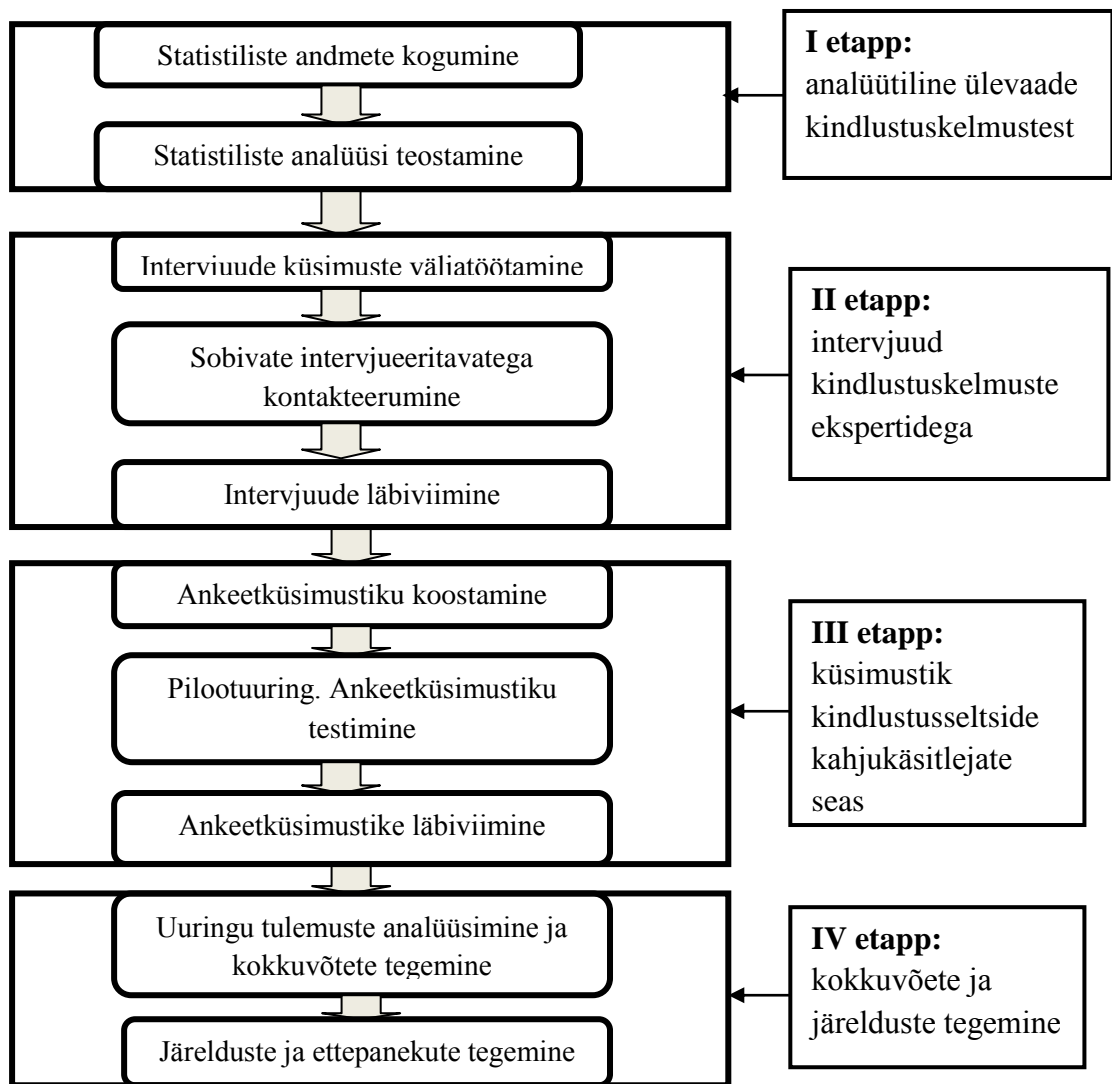 Statistiliste andmete kogumine
Statistiliste analüüsi teostamine
I etapp:
analüütiline ülevaade
kindlustuskelmustest
Intervjuude küsimuste väljatöötamine
Sobivate intervjueeritavatega
kontakteerumine
Intervjuude läbiviimine
II etapp:
intervjuud
kindlustuskelmuste
ekspertidega
Ankeetküsimustiku koostamine
Pilootuuring. Ankeetküsimustiku
testimine
Ankeetküsimustike läbiviimine
III etapp:
küsimustik
kindlustusseltside
kahjukäsitlejate
seas
Uuringu tulemuste analüüsimine ja
kokkuvõtete tegemine
Järelduste ja ettepanekute tegemine
IV etapp:
kokkuvõete ja
järelduste tegemine